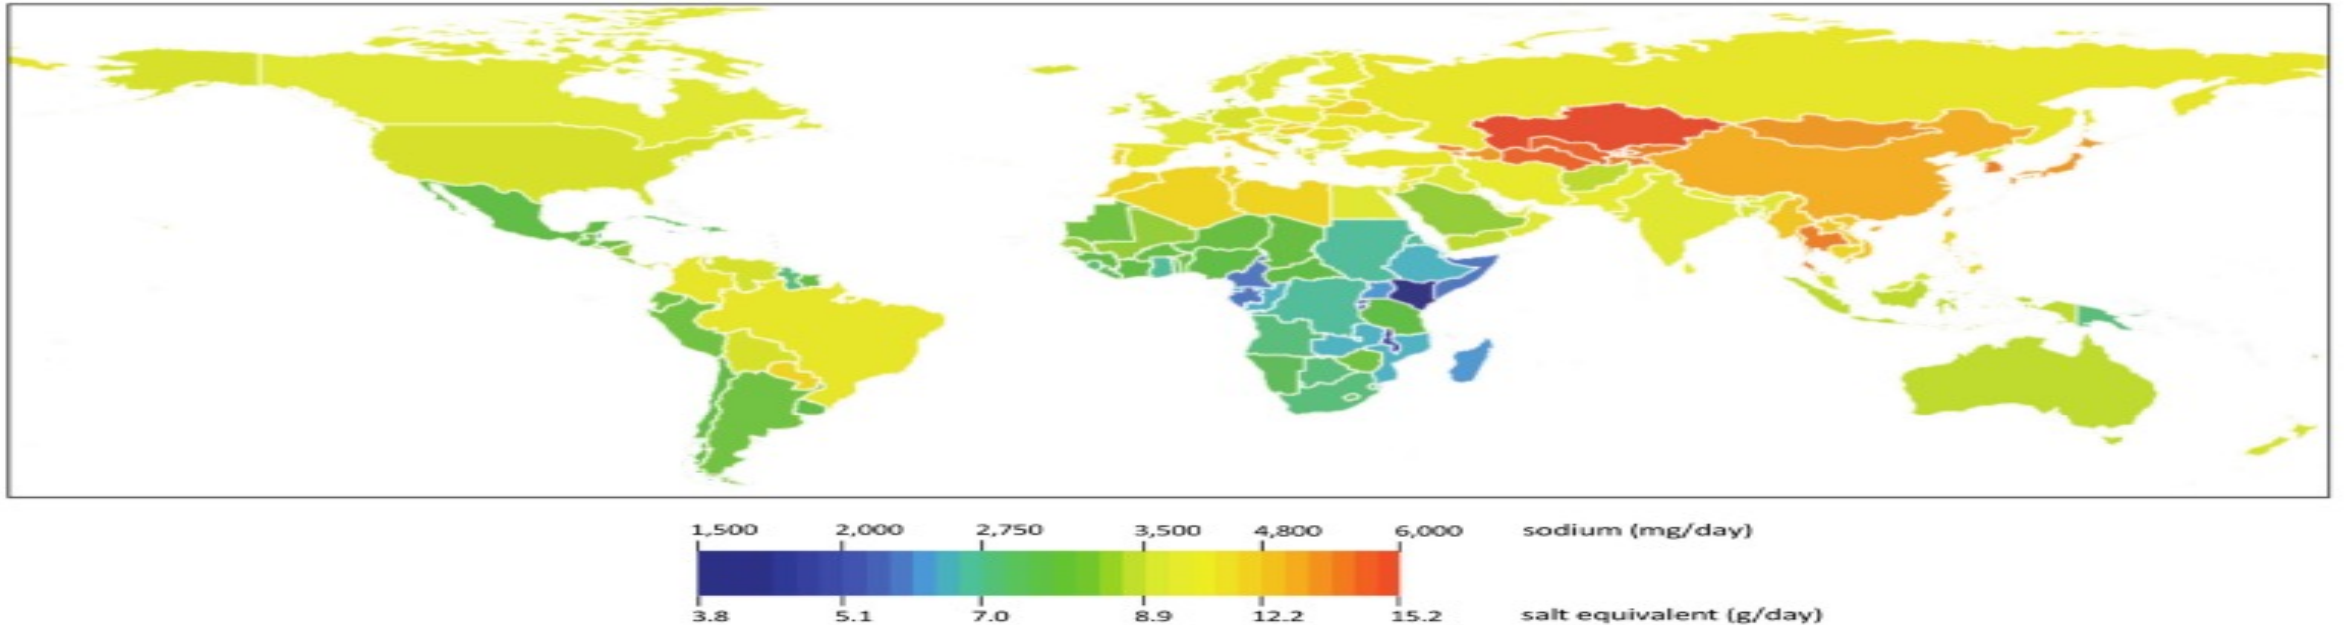 1,500 2,000 2,750 3,500 4,800 6,000 sodium (mg/day)
3.8 5.1 7.0 8.9 12.2 15.2 salt equivalent (g/day)